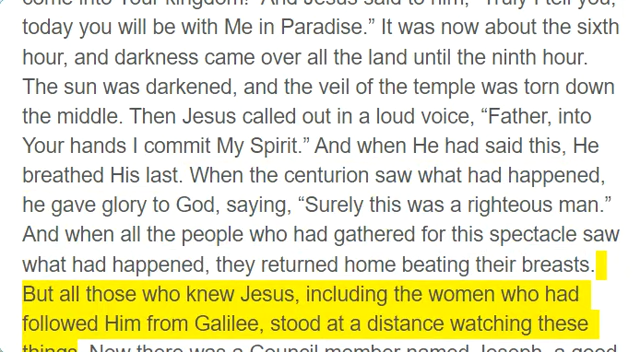 come into Your kingdom!” And Jesus said to him, “Truly I tell you,
today you will be with Me in Paradise.” It was now about the sixth
hour, and darkness came over all the land until the ninth hour.
The sun was darkened, and the veil of the temple was torn down
the middle. Then Jesus called out in a loud voice, “Father, into
Your hands I commit My Spirit.” And when He had said this, He
breathed His last. When the centurion saw what had happened,
he gave glory to God, saying, “Surely this was a righteous man.”
And when all the people who had gathered for this spectacle saw
what had happened, they returned home beating their breasts.
But all those who knew Jesus, including the women who had
followed Him from Galilee, stood at a distance watching these
things. Now there was a Council member named Joseph, a good